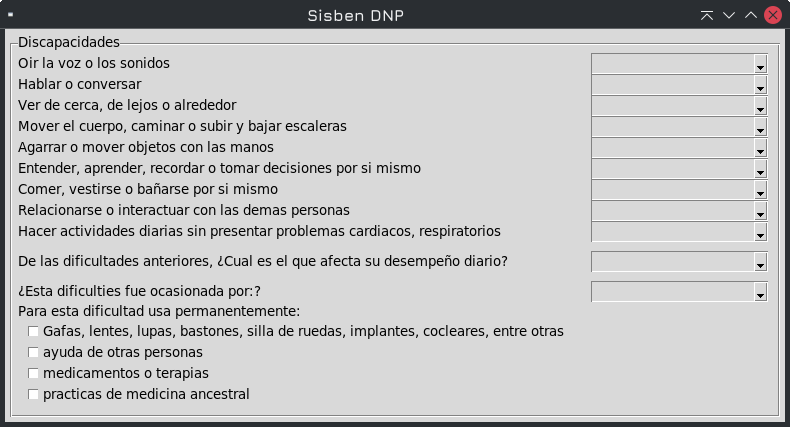 Sisben DNP
Discapacidades
Oir la voz o los sonidos
Hablar o conversar
Ver de cerca, de lejos o alrededor
Mover el cuerpo, caminar o subir y bajar escaleras
Agarrar o mover objetos con las manos
Entender, aprender, recordar o tomar decisiones por si mismo
Comer, vestirse o bañarse por si mismo
Relacionarse o interactuar con las demas personas
Hacer actividades diarias sin presentar problemas cardiacos, respiratorios
De las dificultades anteriores, ¿Cual es el que afecta su desempeño diario?
¿Esta dificulties fue ocasionada por:?
Para esta dificultad usa permanentemente:
Gafas, lentes, lupas, bastones, silla de ruedas, implantes, cocleares, entre otras
ayuda de otras personas
medicamentos o terapias
practicas de medicina ancestral